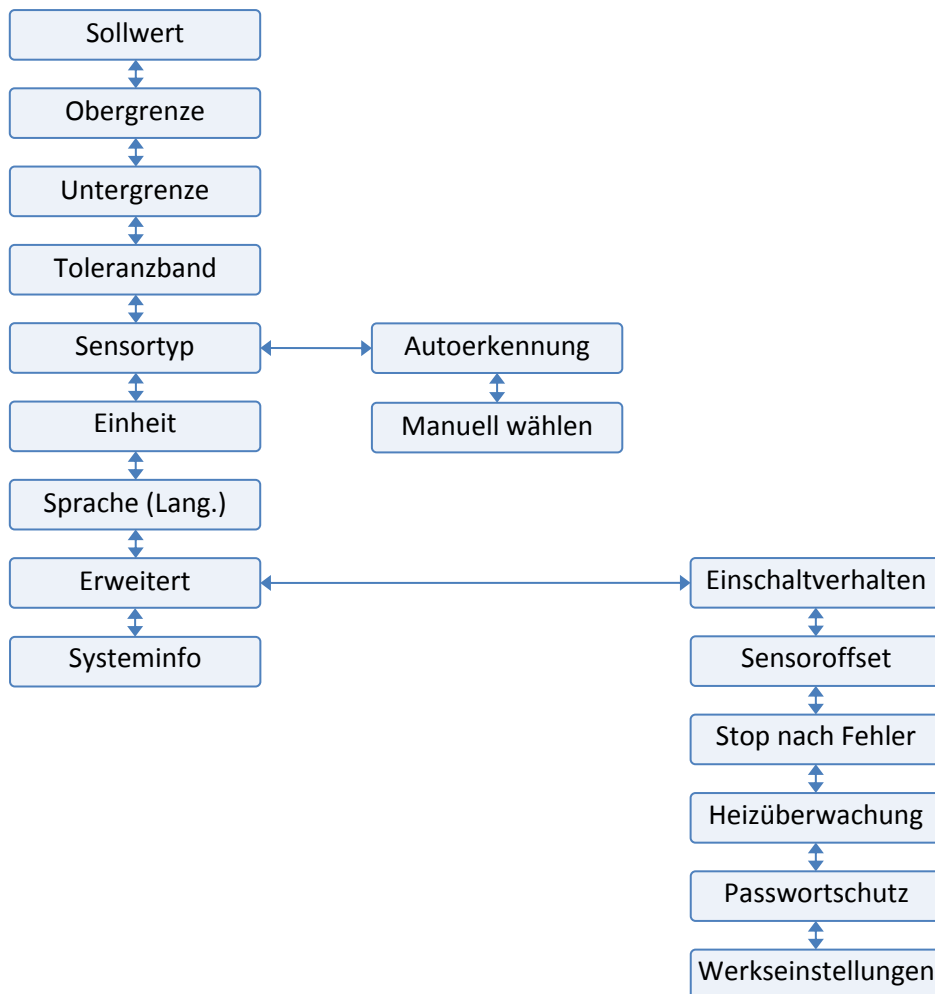 Sollwert
Obergrenze
Untergrenze
Toleranzband
Sensortyp
Autoerkennung
Einheit
Manuell wählen
Sprache (Lang.)
Erweitert
Einschaltverhalten
Systeminfo
Sensoroffset
Stop nach Fehler
Heizüberwachung
Passwortschutz
Werkseinstellungen